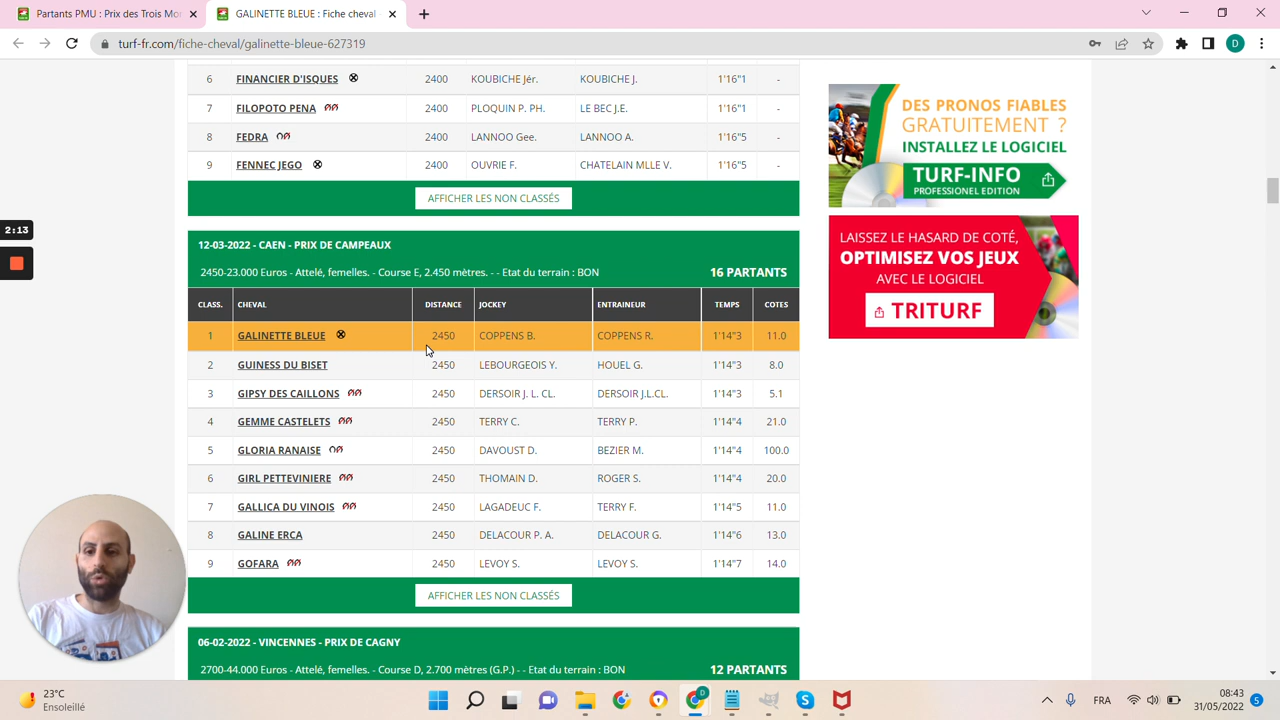 Partants PMU : Prix des Trois Mor
GALINETTE BLEUE : Fiche cheval
turf-fr.com/fiche-cheval/galinette-bleue-627319
D
6 FINANCIER D'ISQUES 2400 KOUBICHE Jér. KOUBICHE J. 1'16"1 -
7 FILOPOTO PENA 2400 PLOQUIN P. PH. LE BEC J.E. 1'16"1 -
8 FEDRA 2400 LANNOO Gee. LANNOO A. 1'16"5 -
9 FENNEC JEGO 2400 OUVRIE F. CHATELAIN MLLE V. 1'16"5 -
AFFICHER LES NON CLASSÉS
12-03-2022 - CAEN - PRIX DE CAMPEAUX
2450-23.000 Euros - Attelé, femelles. - Course E, 2.450 mètres. - - Etat du terrain : BON 16 PARTANTS
CLASS. CHEVAL DISTANCE JOCKEY ENTRAINEUR TEMPS COTES
1 GALINETTE BLEUE 2450 COPPENS B. COPPENS R. 1'14"3 11.0
2 GUINESS DU BISET 2450 LEBOURGEOIS Y. HOUEL G. 1'14"3 8.0
3 GIPSY DES CAILLONS 2450 DERSOIR J. L. CL. DERSOIR J.L.CL. 1'14"3 5.1
4 GEMME CASTELETS 2450 TERRY C. TERRY P. 1'14"4 21.0
5 GLORIA RANAISE 2450 DAVOUST D. BEZIER M. 1'14"4 100.0
6 GIRL PETTEVINIERE 2450 THOMAIN D. ROGER S. 1'14"4 20.0
7 GALLICA DU VINOIS 2450 LAGADEUC F. TERRY F. 1'14"5 11.0
8 GALINE ERCA 2450 DELACOUR P. A. DELACOUR G. 1'14"6 13.0
9 GOFARA 2450 LEVOY S. LEVOY S. 1'14"7 14.0
AFFICHER LES NON CLASSÉS
06-02-2022 - VINCENNES - PRIX DE CAGNY
2700-44.000 Euros - Attelé, femelles. - Course D, 2.700 mètres (G.P.) - - Etat du terrain : BON 12 PARTANTS
DES PRONOS FIABLES
GRATUITEMENT ?
INSTALLEZ LE LOGICIEL
TURF-INFO
PROFESSIONEL EDITION
LAISSEZ LE HASARD DE COTÉ,
OPTIMISEZ VOS JEUX
AVEC LE LOGICIEL
TRITURF
2:13
23°C
Ensoleillé
D
FRA
08:43
31/05/2022
5